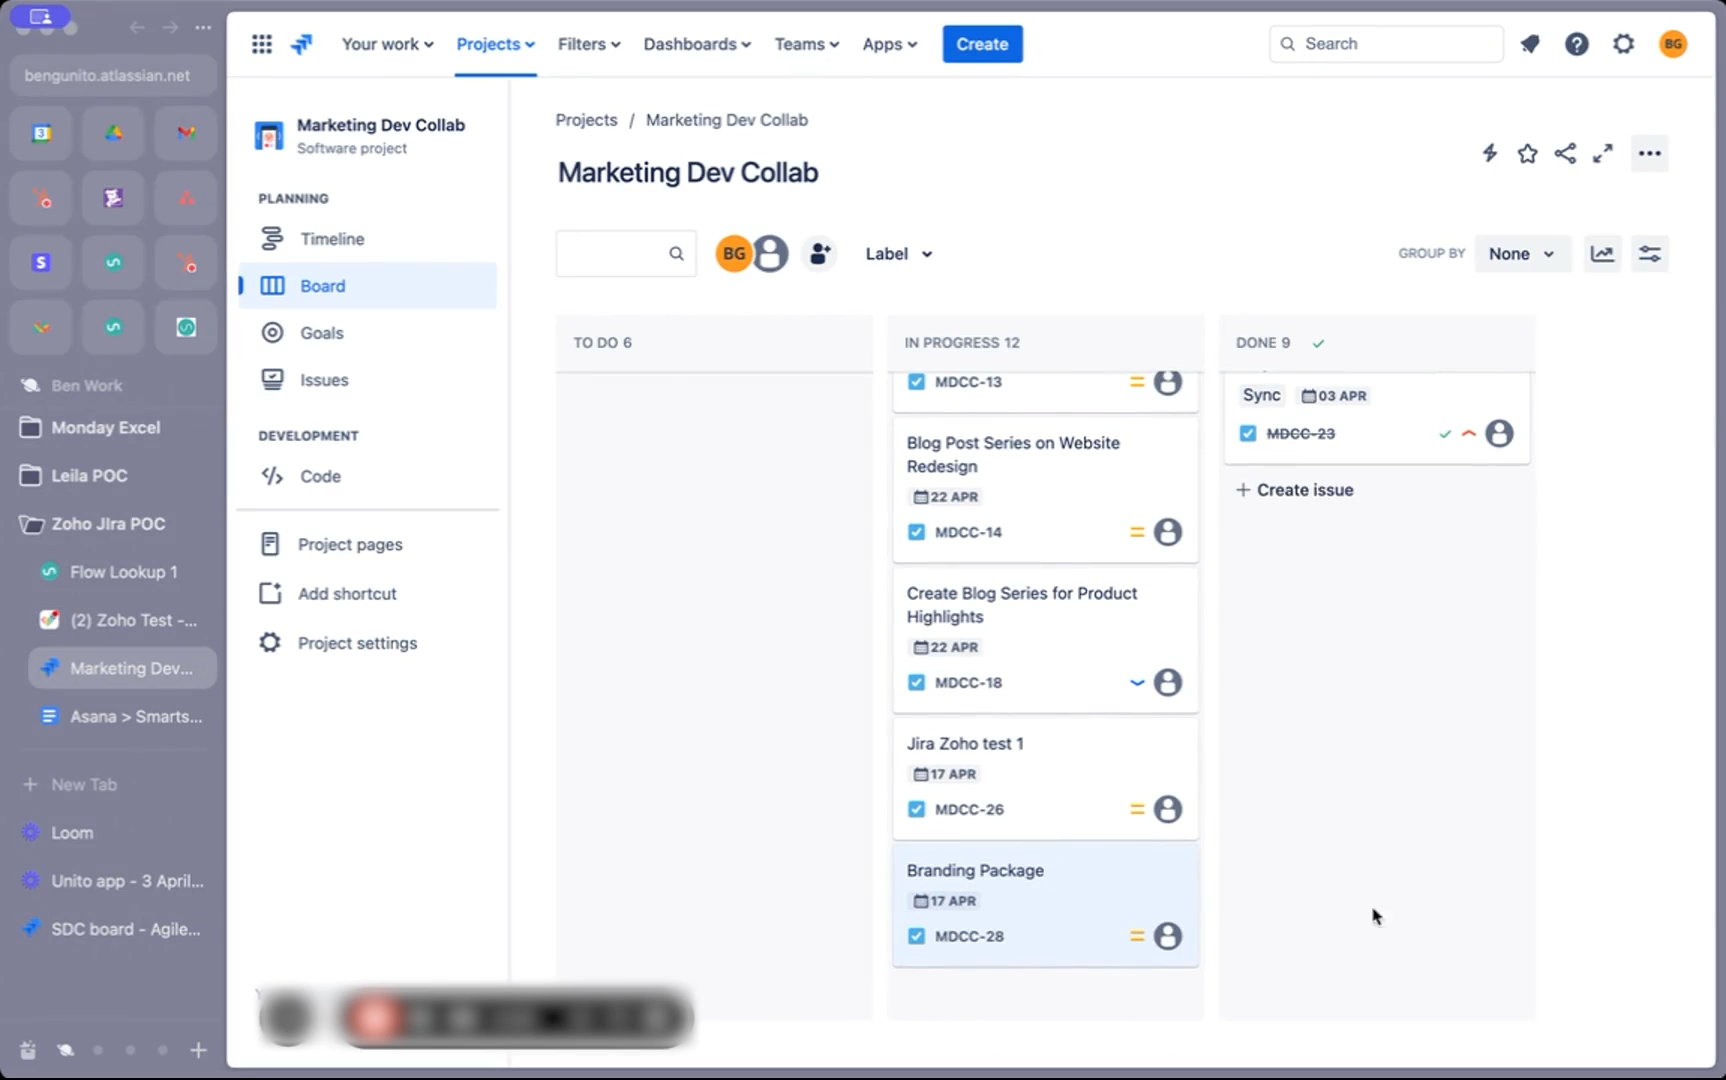 Your work
Projects
Filters
Dashboards
Teams
Apps
Create
Search
BG
bengunito.atlassian.net
3
S
Ben Work
Monday Excel
Leila POC
Zoho JIra POC
Flow Lookup 1
(2) Zoho Test -...
Marketing Dev...
Asana > Smarts...
New Tab
Loom
Unito app - 3 April...
SDC board - Agile...
Marketing Dev Collab
Software project
PLANNING
Timeline
Board
Goals
Issues
DEVELOPMENT
Code
Project pages
Add shortcut
Project settings
Projects / Marketing Dev Collab
Marketing Dev Collab
BG
Label
GROUP BY
None
TO DO 6
IN PROGRESS 12
MDCC-13
Blog Post Series on Website
Redesign
22 APR
MDCC-14
Create Blog Series for Product
Highlights
22 APR
MDCC-18
Jira Zoho test 1
17 APR
MDCC-26
Branding Package
17 APR
MDCC-28
DONE 9
Sync
03 APR
MDCC-23
Create issue